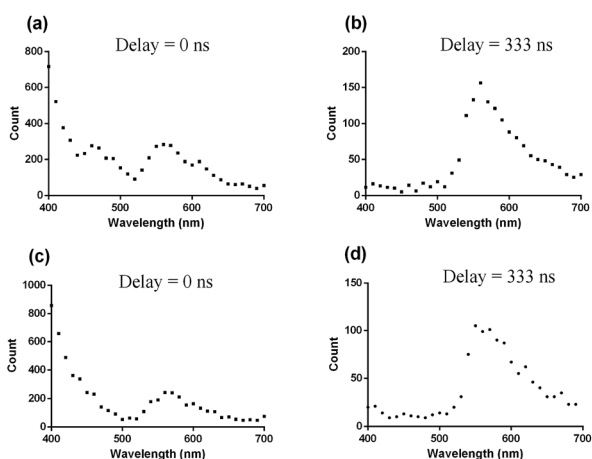 (a)
Delay = 0 ns
800
600
400
200
0
Count
400 500 600 700
Wavelength (nm)
(b)
Delay = 333 ns
200
150
100
50
0
Count
400 500 600 700
Wavelength (nm)
(c)
Delay = 0 ns
1000
800
600
400
200
0
Count
400 500 600 700
Wavelength (nm)
(d)
Delay = 333 ns
150
100
50
0
Count
400 500 600 700
Wavelength (nm)